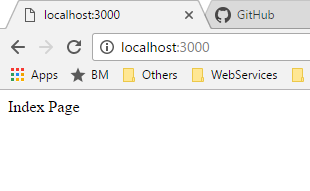 localhost:3000 GitHub
localhost:3000
Apps BM Others WebServices
Index Page